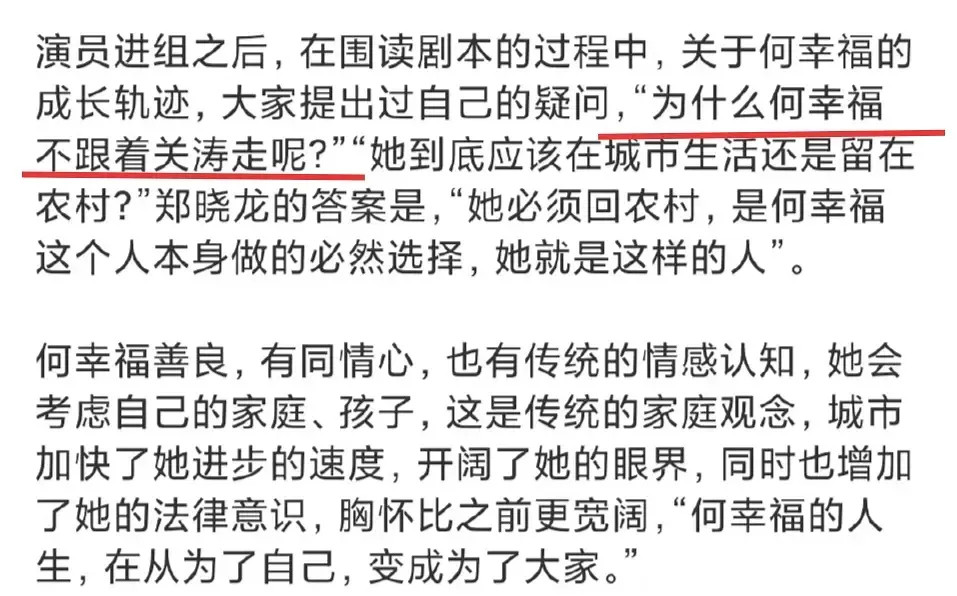 演员进组之后，在围读剧本的过程中，关于何幸福的
成长轨迹，大家提出过自己的疑问，“为什么何幸福
不跟着关涛走呢？”“她到底应该在城市生活还是留在
农村？”郑晓龙的答案是，“她必须回农村，是何幸福
这个人本身做的必然选择，她就是这样的人”。
何幸福善良，有同情心，也有传统的情感认知，她会
考虑自己的家庭、孩子，这是传统的家庭观念，城市
加快了她进步的速度，开阔了她的眼界，同时也增加
了她的法律意识，胸怀比之前更宽阔，“何幸福的人
生，在从为了自己，变成为了大家。”